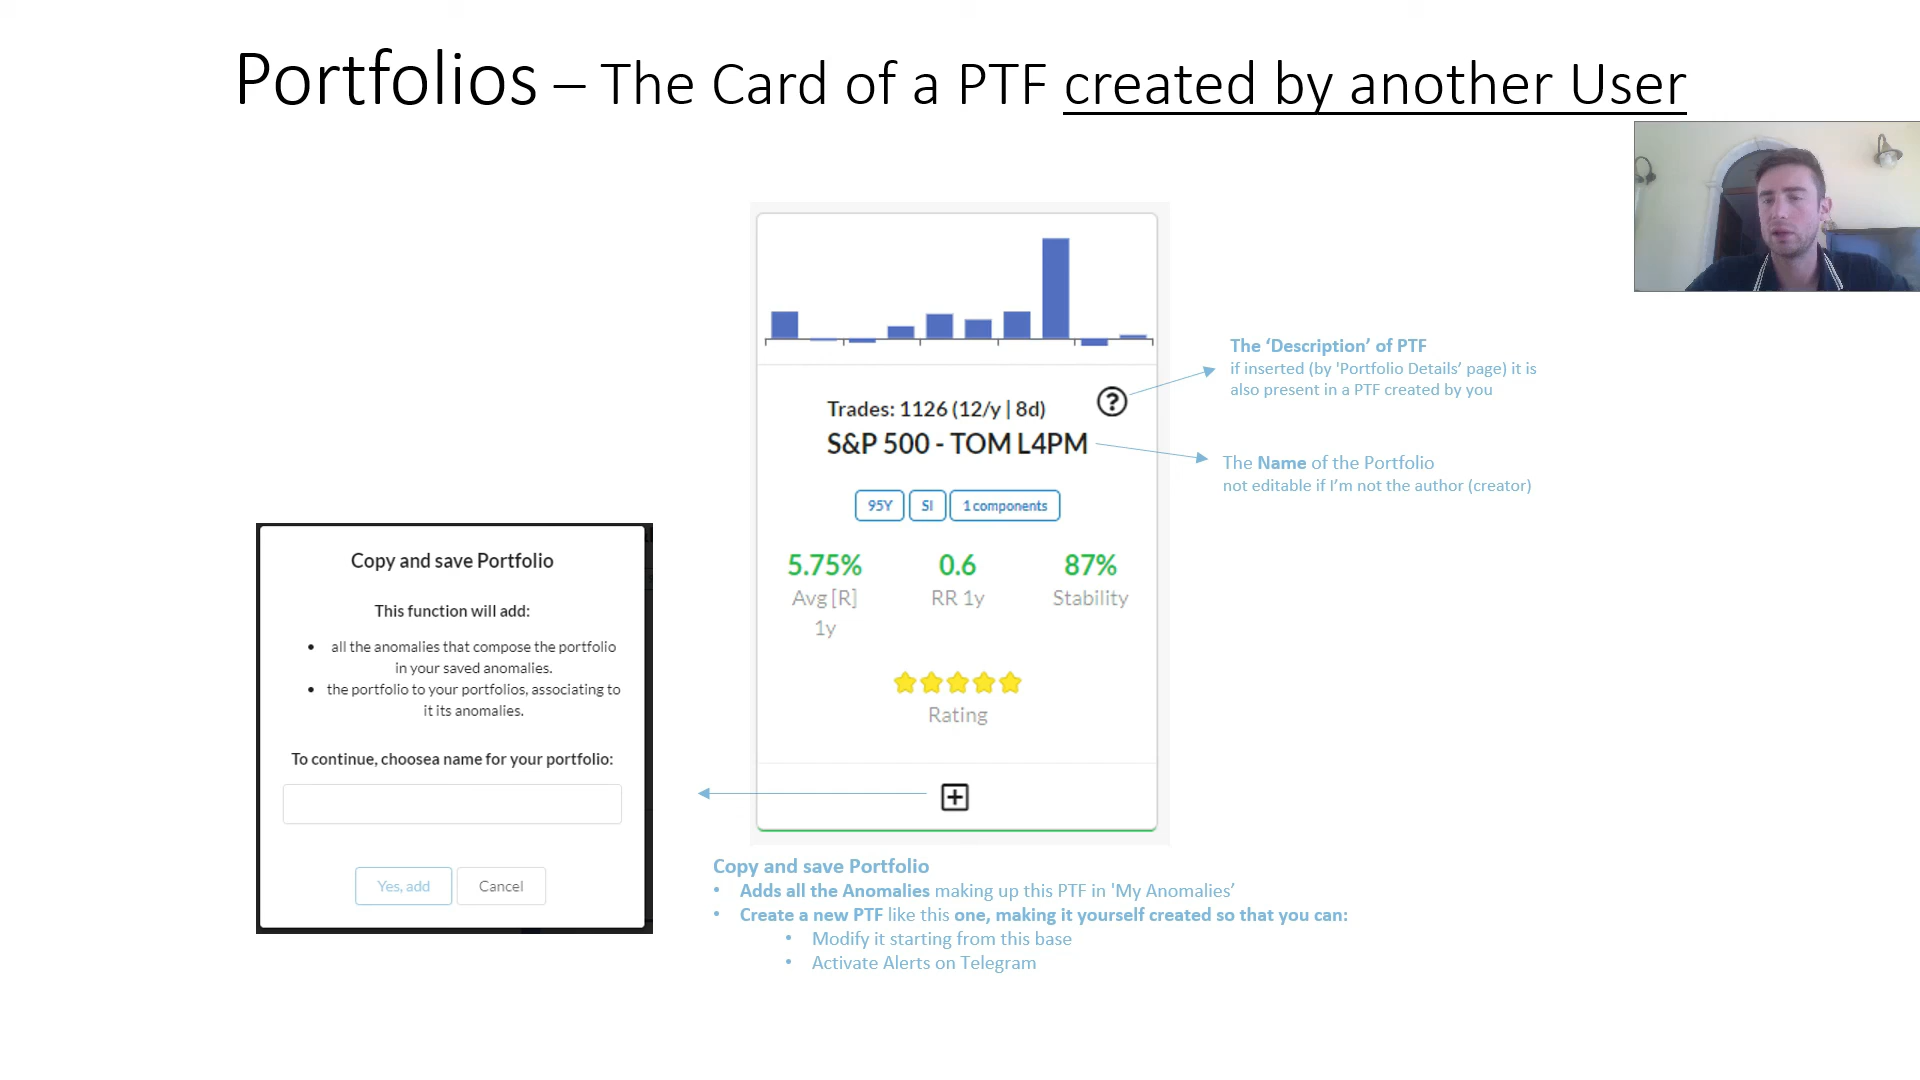 Portfolios – The Card of a PTF created by another User
The ‘Description’ of PTF
if inserted (by 'Portfolio Details’ page) it is
also present in a PTF created by you
Trades: 1126 (12/y | 8d)
S&P 500 - TOM L4PM
The Name of the Portfolio
not editable if I’m not the author (creator)
95Y SI 1 components
5.75% 0.6 87%
Avg [R] RR 1y Stability
1y
Rating
Copy and save Portfolio
This function will add:
• all the anomalies that compose the portfolio
in your saved anomalies.
• the portfolio to your portfolios, associating to
it its anomalies.
To continue, choosea name for your portfolio:
Yes, add Cancel
Copy and save Portfolio
• Adds all the Anomalies making up this PTF in 'My Anomalies’
• Create a new PTF like this one, making it yourself created so that you can:
• Modify it starting from this base
• Activate Alerts on Telegram